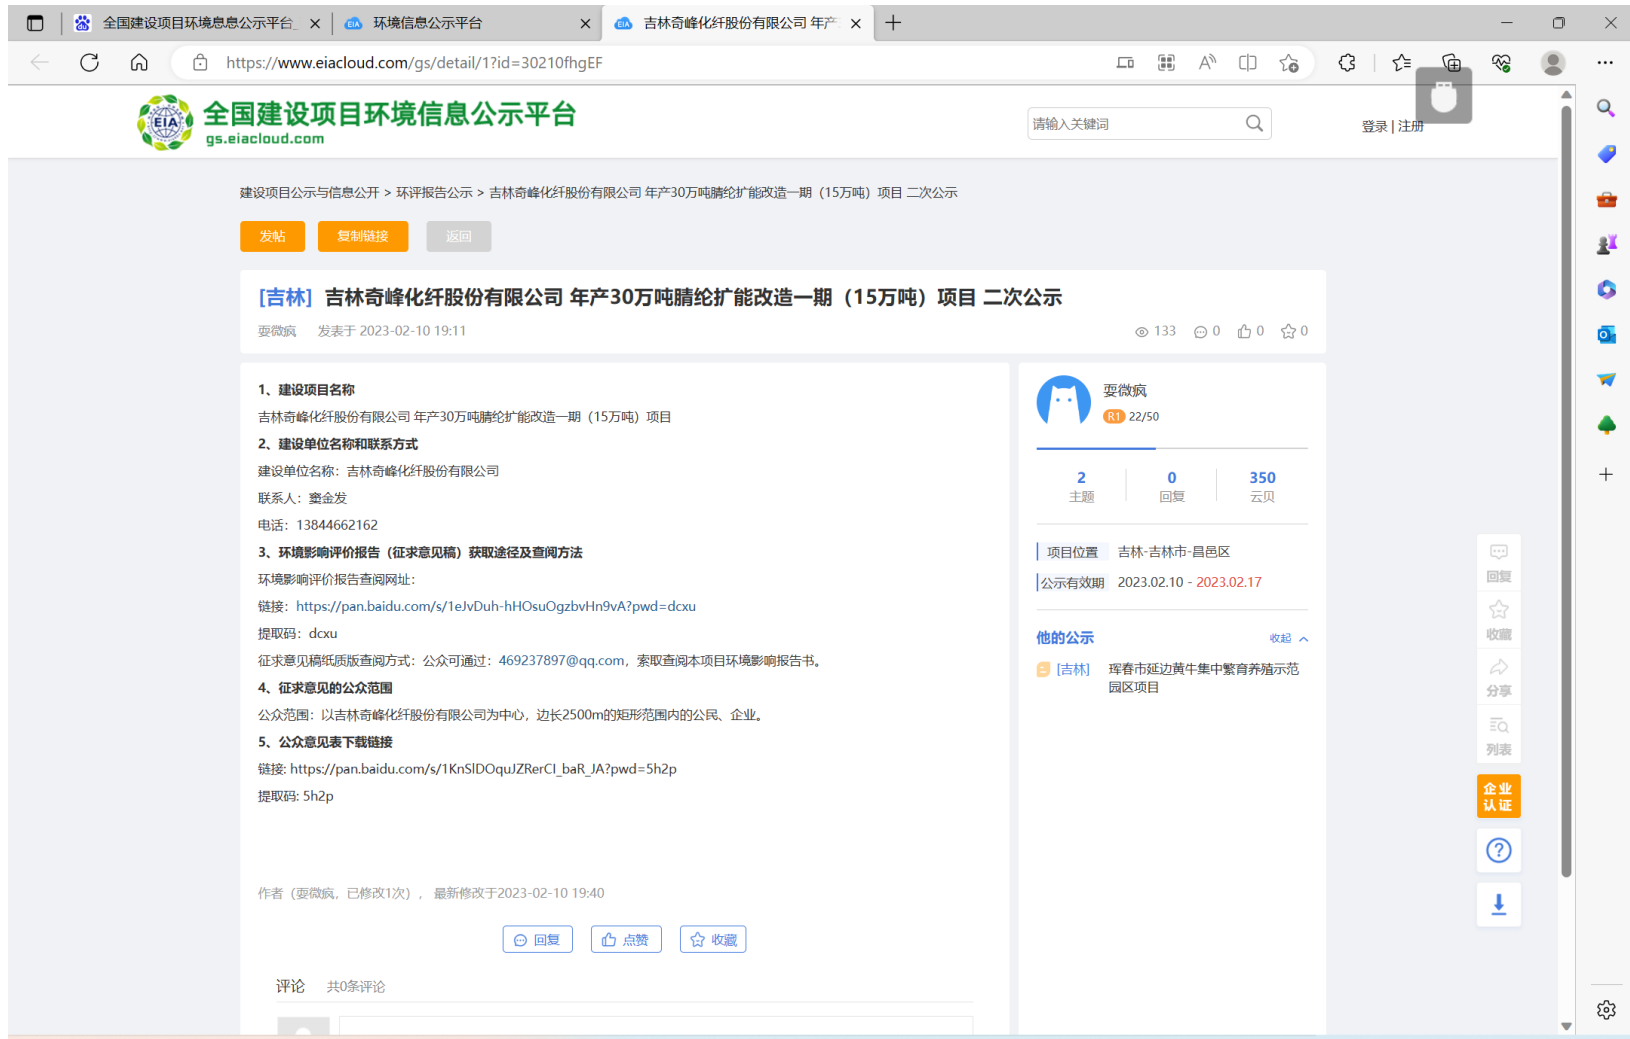 全国建设项目环境息息公示平台_
环境信息公示平台
吉林奇峰化纤股份有限公司 年产
https://www.eiacloud.com/gs/detail/1?id=30210fhgEF
EIA
全国建设项目环境信息公示平台
gs.eiacloud.com
请输入关键词
登录 | 注册
建设项目公示与信息公开 > 环评报告公示 > 吉林奇峰化纤股份有限公司 年产30万吨腈纶扩能改造一期（15万吨）项目 二次公示
发帖 复制链接 返回
[吉林] 吉林奇峰化纤股份有限公司 年产30万吨腈纶扩能改造一期（15万吨）项目 二次公示
耍微疯 发表于 2023-02-10 19:11
133 0 0 0
1、建设项目名称
吉林奇峰化纤股份有限公司 年产30万吨腈纶扩能改造一期（15万吨）项目
2、建设单位名称和联系方式
建设单位名称：吉林奇峰化纤股份有限公司
联系人：窦金发
电话：13844662162
3、环境影响评价报告（征求意见稿）获取途径及查阅方法
环境影响评价报告查阅网址：
链接：https://pan.baidu.com/s/1eJvDuh-hHOsuOgzbvHn9vA?pwd=dcxu
提取码：dcxu
征求意见稿纸质版查阅方式：公众可通过：469237897@qq.com，索取查阅本项目环境影响报告书。
4、征求意见的公众范围
公众范围：以吉林奇峰化纤股份有限公司为中心，边长2500m的矩形范围内的公民、企业。
5、公众意见表下载链接
链接: https://pan.baidu.com/s/1KnSlDOquJZRerCI_baR_JA?pwd=5h2p
提取码: 5h2p
作者（耍微疯，已修改1次），最新修改于2023-02-10 19:40
回复 点赞 收藏
评论 共0条评论
耍微疯
R1 22/50
2 0 350
主题 回复 云贝
项目位置 吉林-吉林市-昌邑区
公示有效期 2023.02.10 - 2023.02.17
他的公示 收起
[吉林] 珲春市延边黄牛集中繁育养殖示范
园区项目
回复
收藏
分享
列表
企业
认证